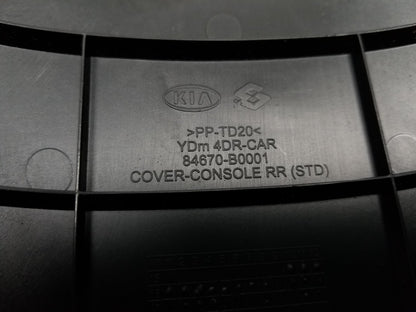 KIA
>PP-TD20<
YDm 4DR-CAR
84670-B0001
COVER-CONSOLE RR (STD)